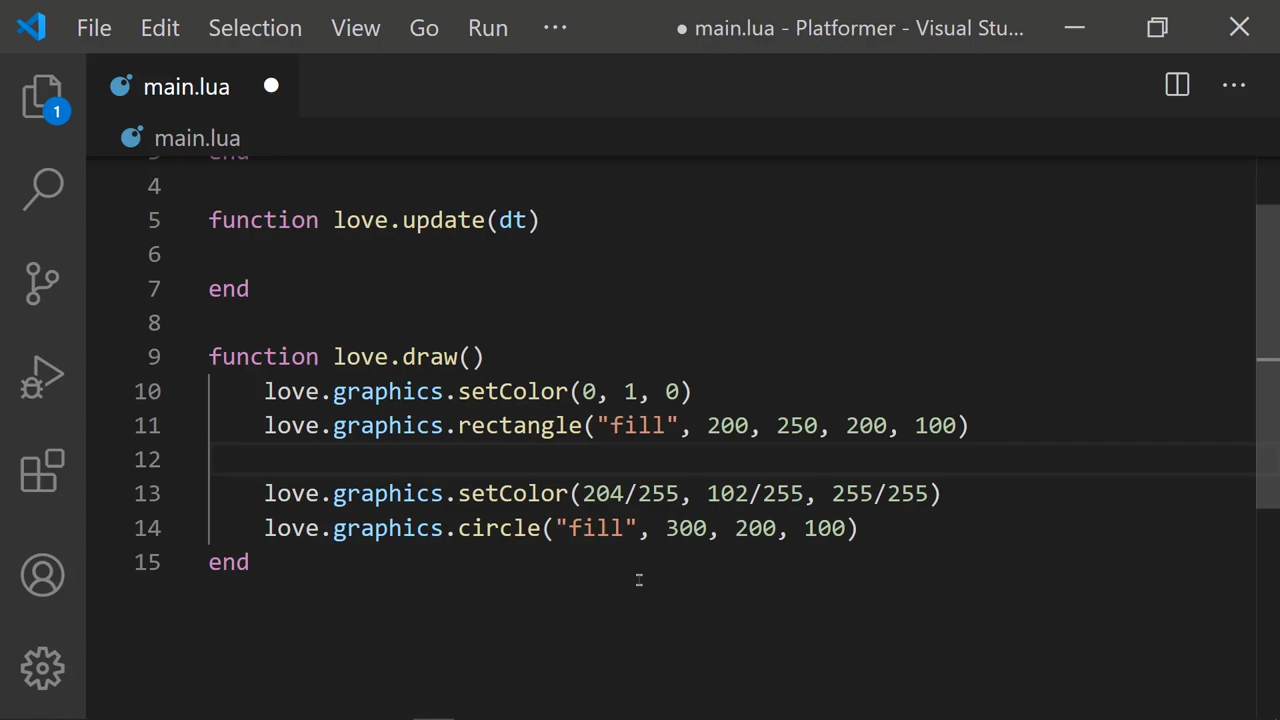 File Edit Selection View Go Run ··· ● main.lua - Platformer - Visual Stu...
1
main.lua
main.lua
3 end
4
5 function love.update(dt)
6
7 end
8
9 function love.draw()
10 love.graphics.setColor(0, 1, 0)
11 love.graphics.rectangle("fill", 200, 250, 200, 100)
12
13 love.graphics.setColor(204/255, 102/255, 255/255)
14 love.graphics.circle("fill", 300, 200, 100)
15 end